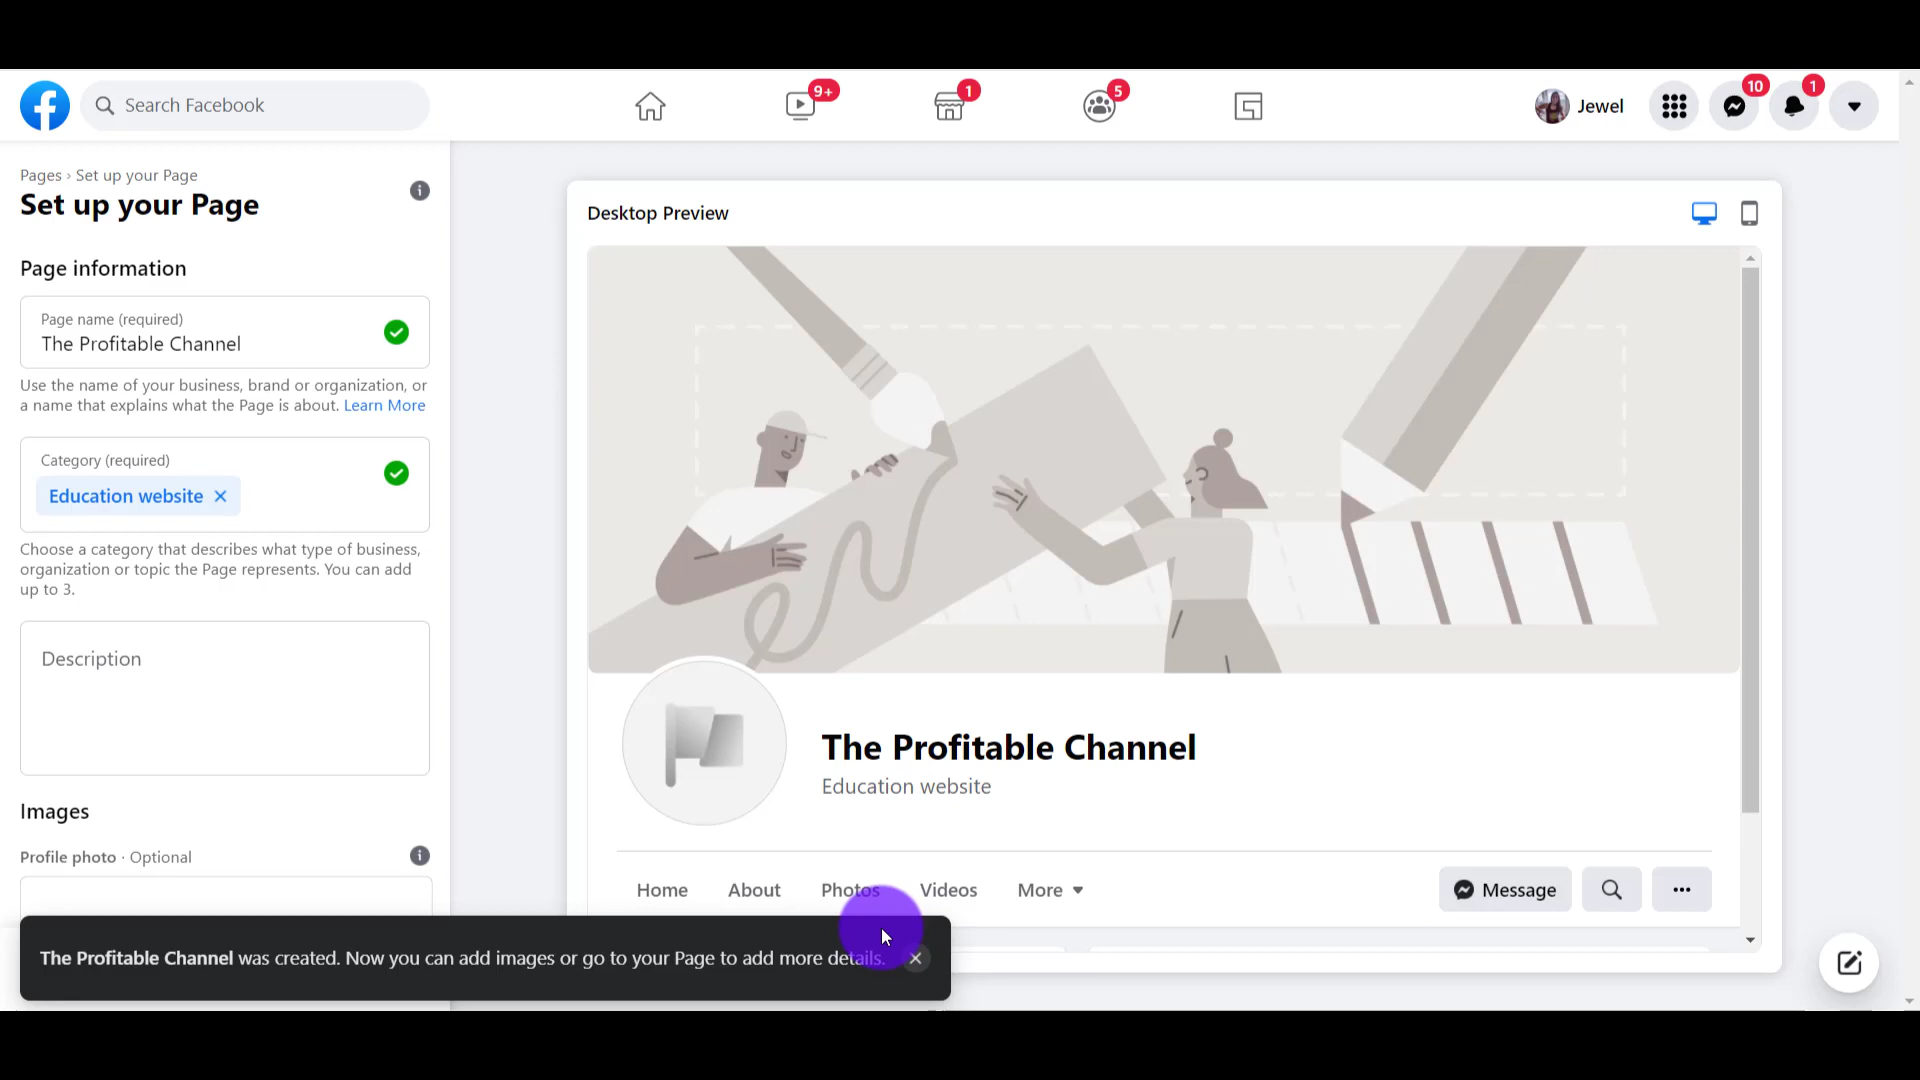 Search Facebook
9+
1
5
Jewel
10
1
Pages › Set up your Page
Set up your Page
Page information
Page name (required)
The Profitable Channel
Use the name of your business, brand or organization, or
a name that explains what the Page is about. Learn More
Category (required)
Education website
Choose a category that describes what type of business,
organization or topic the Page represents. You can add
up to 3.
Description
Images
Profile photo · Optional
The Profitable Channel was created. Now you can add images or go to your Page to add more details.
Desktop Preview
The Profitable Channel
Education website
Home About Photos Videos More
Message